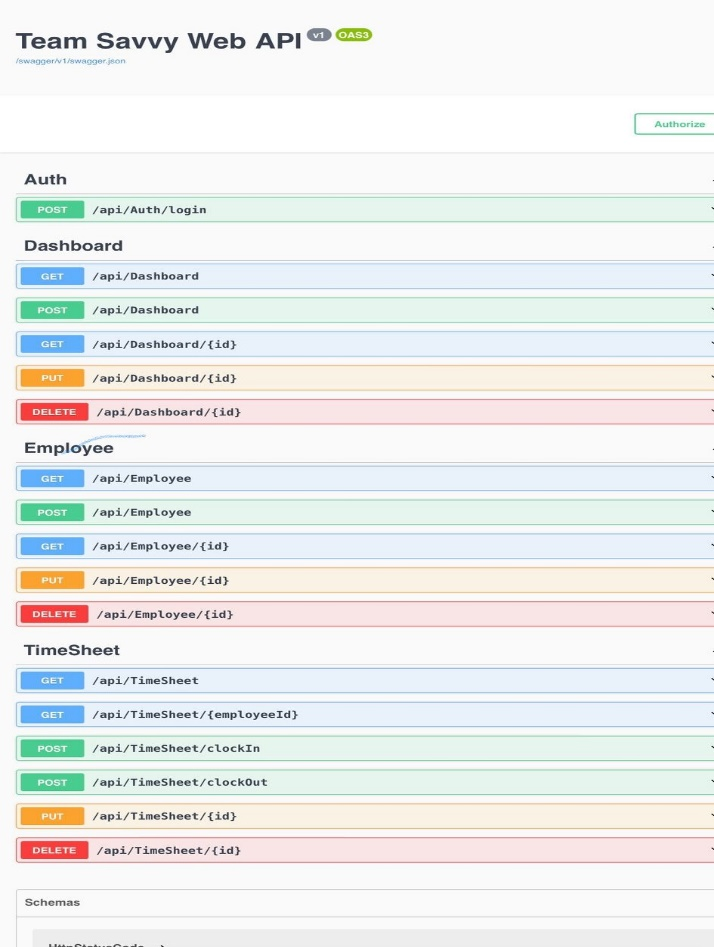 Team Savvy Web API v1 OAS3
/swagger/v1/swagger.json
Authorize
Auth
POST /api/Auth/login
Dashboard
GET /api/Dashboard
POST /api/Dashboard
GET /api/Dashboard/{id}
PUT /api/Dashboard/{id}
DELETE /api/Dashboard/{id}
Employee
GET /api/Employee
POST /api/Employee
GET /api/Employee/{id}
PUT /api/Employee/{id}
DELETE /api/Employee/{id}
TimeSheet
GET /api/TimeSheet
GET /api/TimeSheet/{employeeId}
POST /api/TimeSheet/clockIn
POST /api/TimeSheet/clockOut
PUT /api/TimeSheet/{id}
DELETE /api/TimeSheet/{id}
Schemas
HttpStatusCode